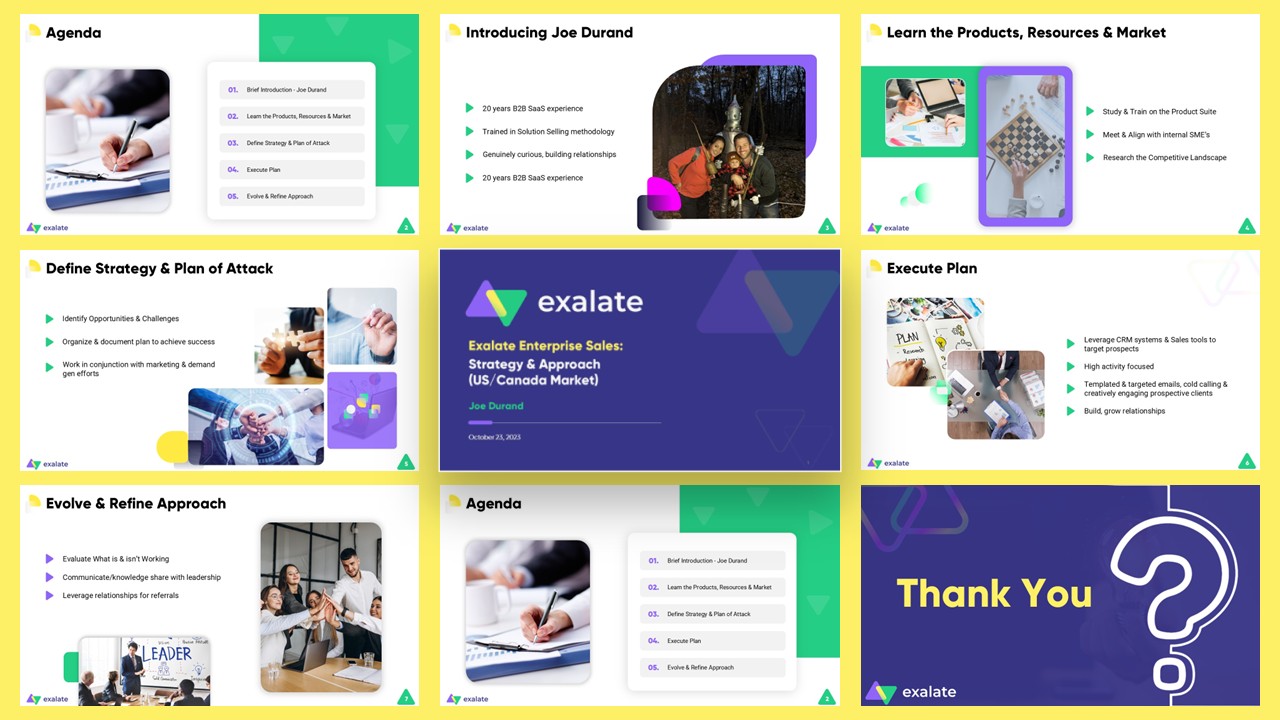 Agenda
01. Brief Introduction - Joe Durand
02. Learn the Products, Resources & Market
03. Define Strategy & Plan of Attack
04. Execute Plan
05. Evolve & Refine Approach
exalate
2
Introducing Joe Durand
20 years B2B SaaS experience
Trained in Solution Selling methodology
Genuinely curious, building relationships
20 years B2B SaaS experience
exalate
3
Learn the Products, Resources & Market
Study & Train on the Product Suite
Meet & Align with internal SME's
Research the Competitive Landscape
exalate
4
Define Strategy & Plan of Attack
Identify Opportunities & Challenges
Organize & document plan to achieve success
Work in conjunction with marketing & demand
gen efforts
exalate
5
exalate
Exalate Enterprise Sales:
Strategy & Approach
(US/Canada Market)
Joe Durand
October 23, 2023
Execute Plan
PLAN
Research
Leverage CRM systems & Sales tools to
target prospects
High activity focused
Templated & targeted emails, cold calling &
creatively engaging prospective clients
Build, grow relationships
exalate
6
Evolve & Refine Approach
Evaluate What is & isn't Working
Communicate/knowledge share with leadership
Leverage relationships for referrals
LEADER
exalate
7
Agenda
01. Brief Introduction - Joe Durand
02. Learn the Products, Resources & Market
03. Define Strategy & Plan of Attack
04. Execute Plan
05. Evolve & Refine Approach
exalate
2
Thank You
?
exalate